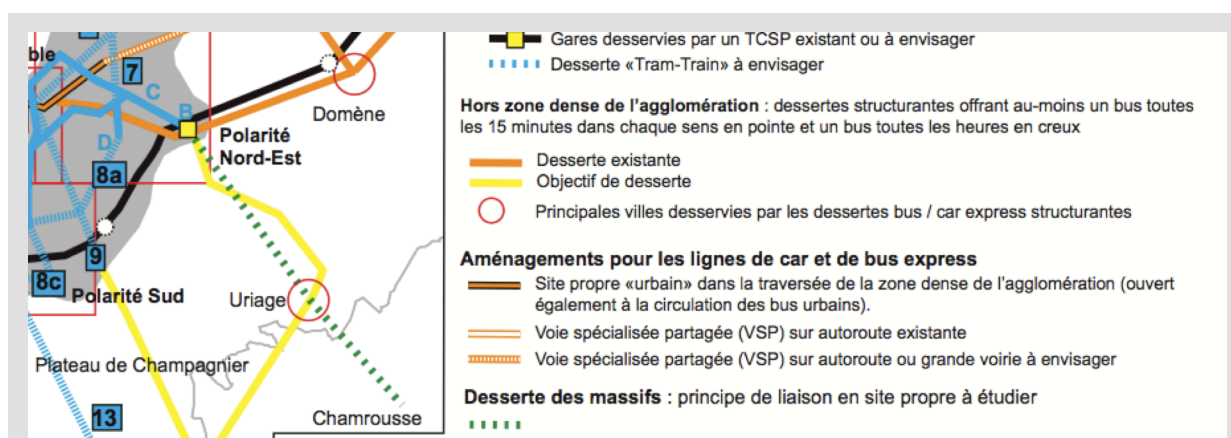 ble
7
C
B
Domène
Polarité
Nord-Est
D
8a
9
8c
Polarité Sud
Uriage
Plateau de Champagnier
13
Chamrousse
Gares desservies par un TCSP existant ou à envisager
Desserte «Tram-Train» à envisager
Hors zone dense de l'agglomération : dessertes structurantes offrant au-moins un bus toutes
les 15 minutes dans chaque sens en pointe et un bus toutes les heures en creux
Desserte existante
Objectif de desserte
Principales villes desservies par les dessertes bus / car express structurantes
Aménagements pour les lignes de car et de bus express
Site propre «urbain» dans la traversée de la zone dense de l'agglomération (ouvert
également à la circulation des bus urbains).
Voie spécialisée partagée (VSP) sur autoroute existante
Voie spécialisée partagée (VSP) sur autoroute ou grande voirie à envisager
Desserte des massifs : principe de liaison en site propre à étudier